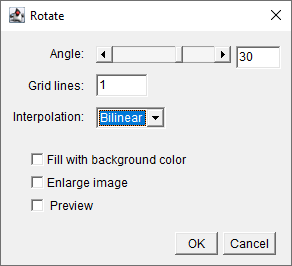 Rotate
Angle: 30
Grid lines: 1
Interpolation: Bilinear
Fill with background color
Enlarge image
Preview
OK Cancel